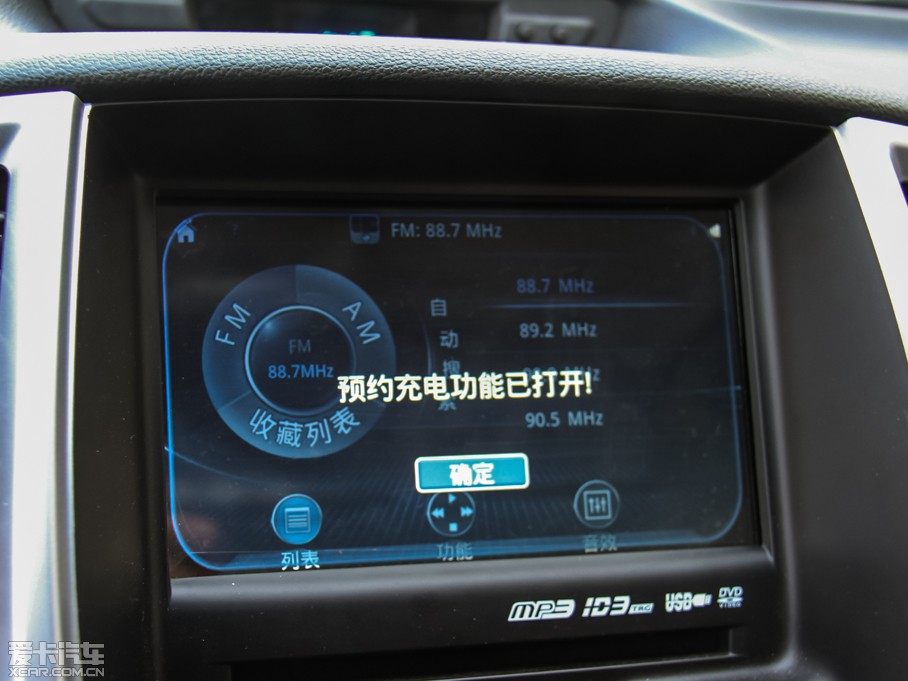 FM: 88.7 MHz
88.7 MHz
FM
AM
自动搜索
89.2 MHz
FM
88.7MHz
预约充电功能已打开!
收藏列表
90.5 MHz
确定
列表
功能
音效
MP3
ID3 TAG
USB
DVD
VIDEO
爱卡汽车
XCAR.COM.CN